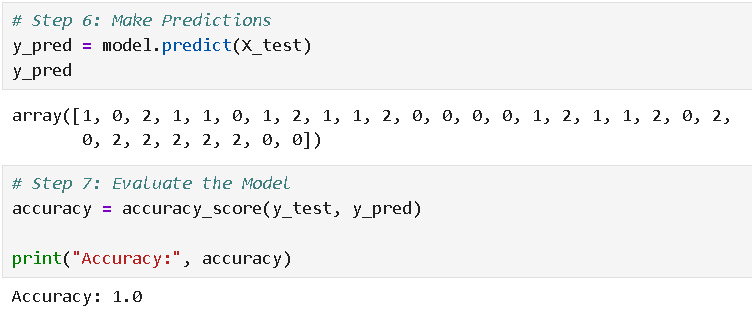 # Step 6: Make Predictions
y_pred = model.predict(X_test)
y_pred
array([1, 0, 2, 1, 1, 0, 1, 2, 1, 1, 2, 0, 0, 0, 0, 1, 2, 1, 1, 2, 0, 2,
       0, 2, 2, 2, 2, 2, 0, 0])
# Step 7: Evaluate the Model
accuracy = accuracy_score(y_test, y_pred)
print("Accuracy:", accuracy)
Accuracy: 1.0